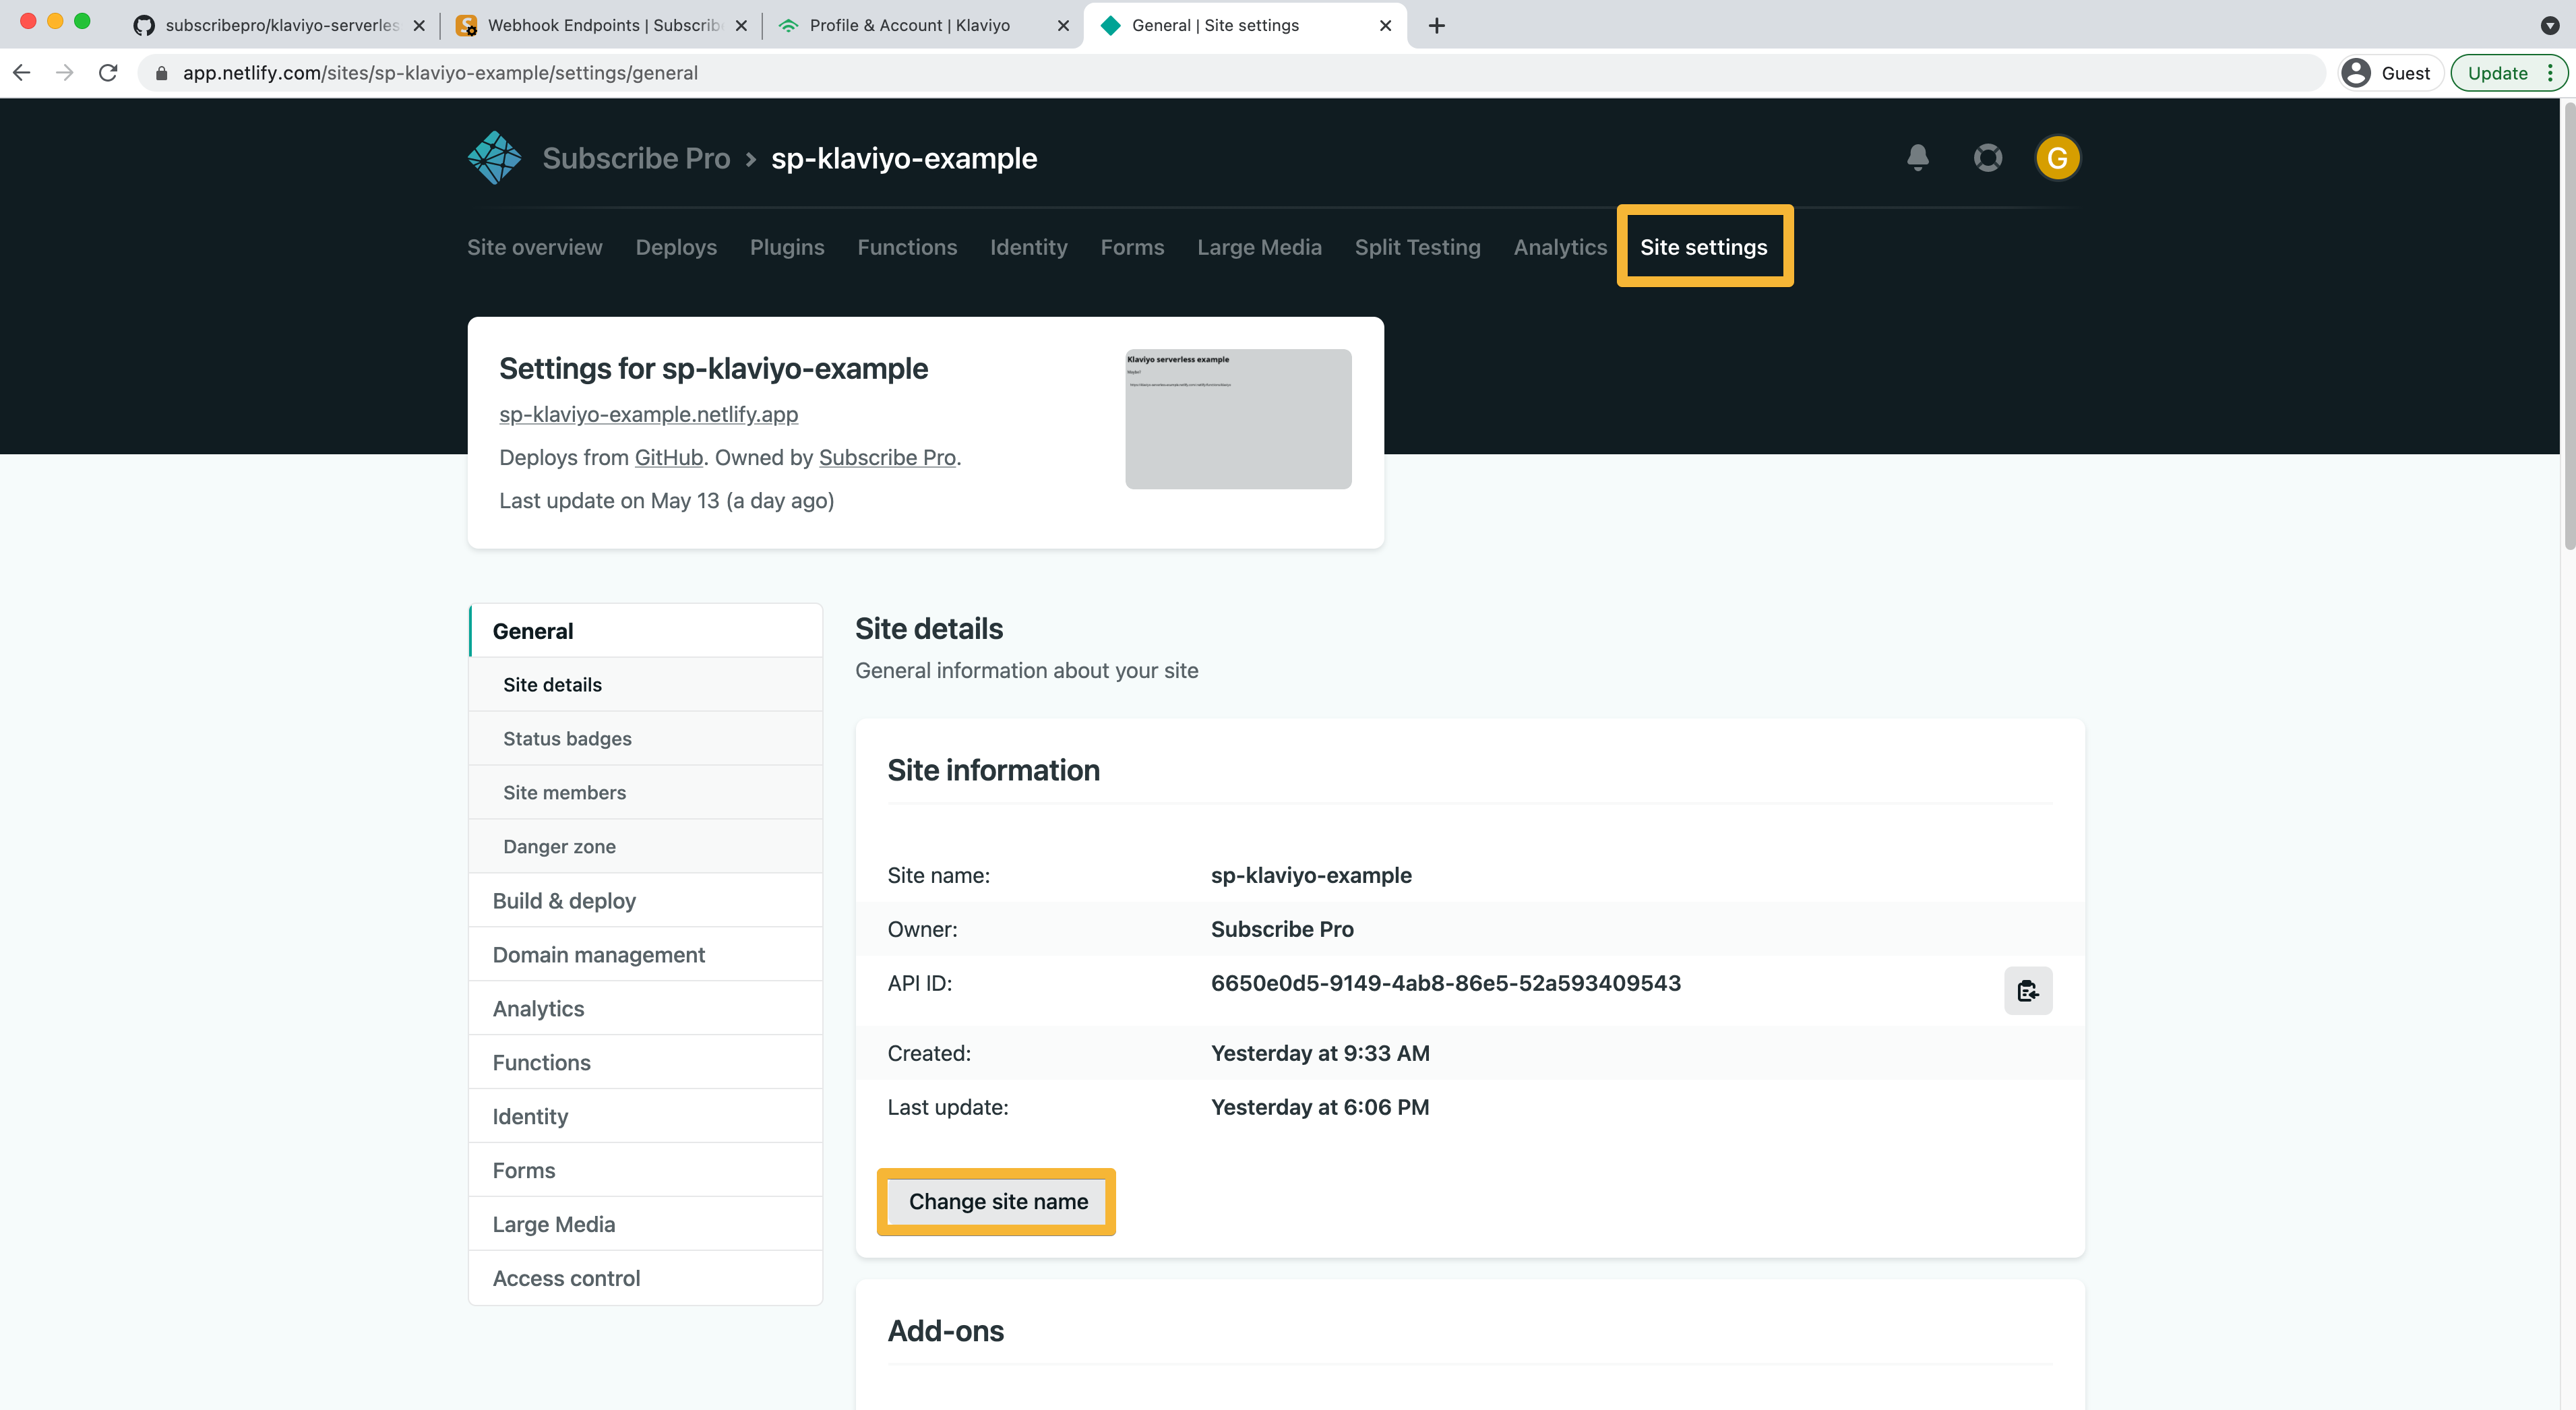 subscribepro/klaviyo-serverles
Webhook Endpoints | Subscrib
Profile & Account | Klaviyo
General | Site settings
app.netlify.com/sites/sp-klaviyo-example/settings/general
Guest
Update
Subscribe Pro > sp-klaviyo-example
G
Site overview Deploys Plugins Functions Identity Forms Large Media Split Testing Analytics Site settings
Settings for sp-klaviyo-example
sp-klaviyo-example.netlify.app
Deploys from GitHub. Owned by Subscribe Pro.
Last update on May 13 (a day ago)
Klaviyo serverless example
General
Site details
Status badges
Site members
Danger zone
Build & deploy
Domain management
Analytics
Functions
Identity
Forms
Large Media
Access control
Site details
General information about your site
Site information
Site name: sp-klaviyo-example
Owner: Subscribe Pro
API ID: 6650e0d5-9149-4ab8-86e5-52a593409543
Created: Yesterday at 9:33 AM
Last update: Yesterday at 6:06 PM
Change site name
Add-ons